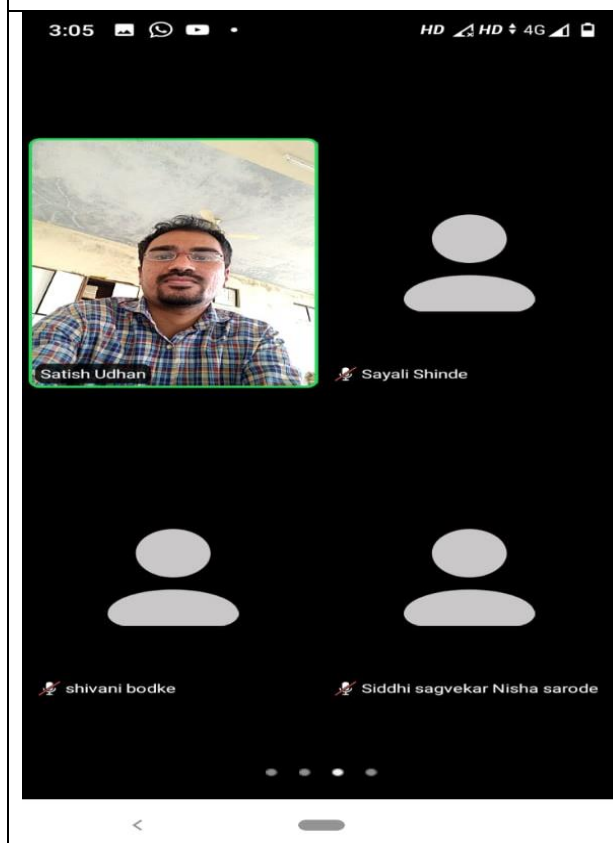 3:05 HD HD 4G
Satish Udhan
Sayali Shinde
shivani bodke
Siddhi sagvekar Nisha sarode